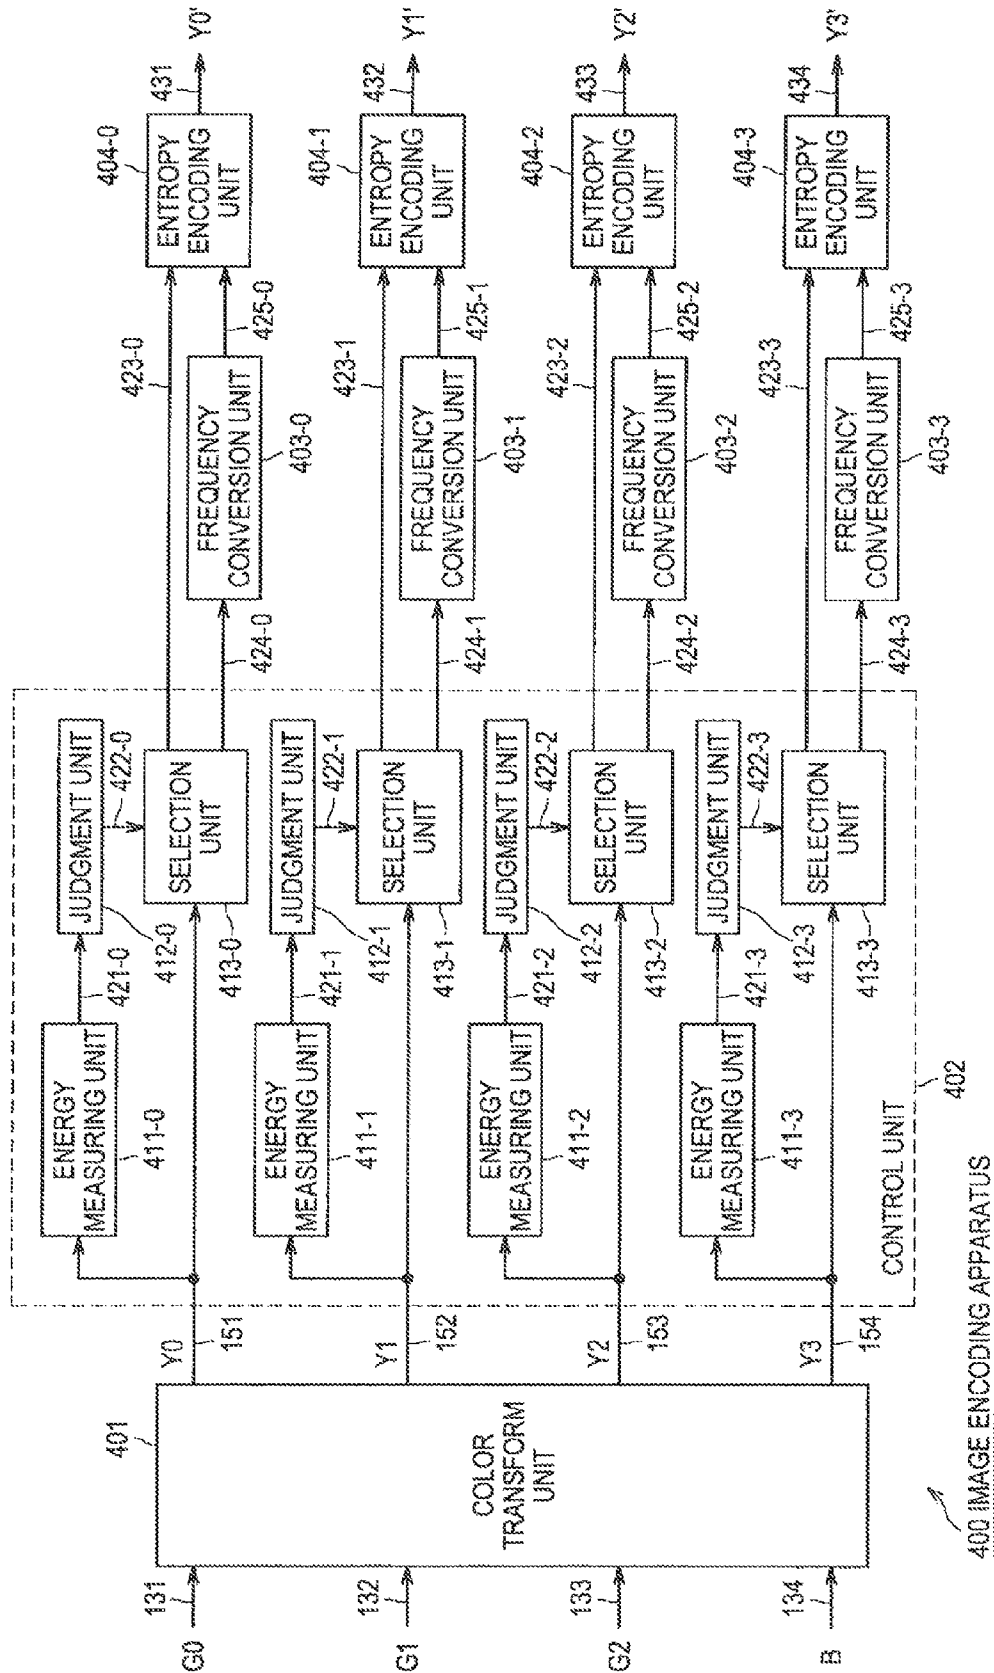 G0
131
G1
132
G2
133
B
134
401
COLOR
TRANSFORM
UNIT
Y0
151
Y1
152
Y2
153
Y3
154
ENERGY
MEASURING UNIT
411-0
421-0
JUDGMENT UNIT
412-0
422-0
SELECTION
UNIT
413-0
423-0
424-0
FREQUENCY
CONVERSION UNIT
403-0
425-0
404-0
ENTROPY
ENCODING
UNIT
431
Y0'
ENERGY
MEASURING UNIT
411-1
421-1
JUDGMENT UNIT
412-1
422-1
SELECTION
UNIT
413-1
423-1
424-1
FREQUENCY
CONVERSION UNIT
403-1
425-1
404-1
ENTROPY
ENCODING
UNIT
432
Y1'
ENERGY
MEASURING UNIT
411-2
421-2
JUDGMENT UNIT
412-2
422-2
SELECTION
UNIT
413-2
423-2
424-2
FREQUENCY
CONVERSION UNIT
403-2
425-2
404-2
ENTROPY
ENCODING
UNIT
433
Y2'
ENERGY
MEASURING UNIT
411-3
421-3
JUDGMENT UNIT
412-3
422-3
SELECTION
UNIT
413-3
423-3
424-3
FREQUENCY
CONVERSION UNIT
403-3
425-3
404-3
ENTROPY
ENCODING
UNIT
434
Y3'
CONTROL UNIT
402
400 IMAGE ENCODING APPARATUS